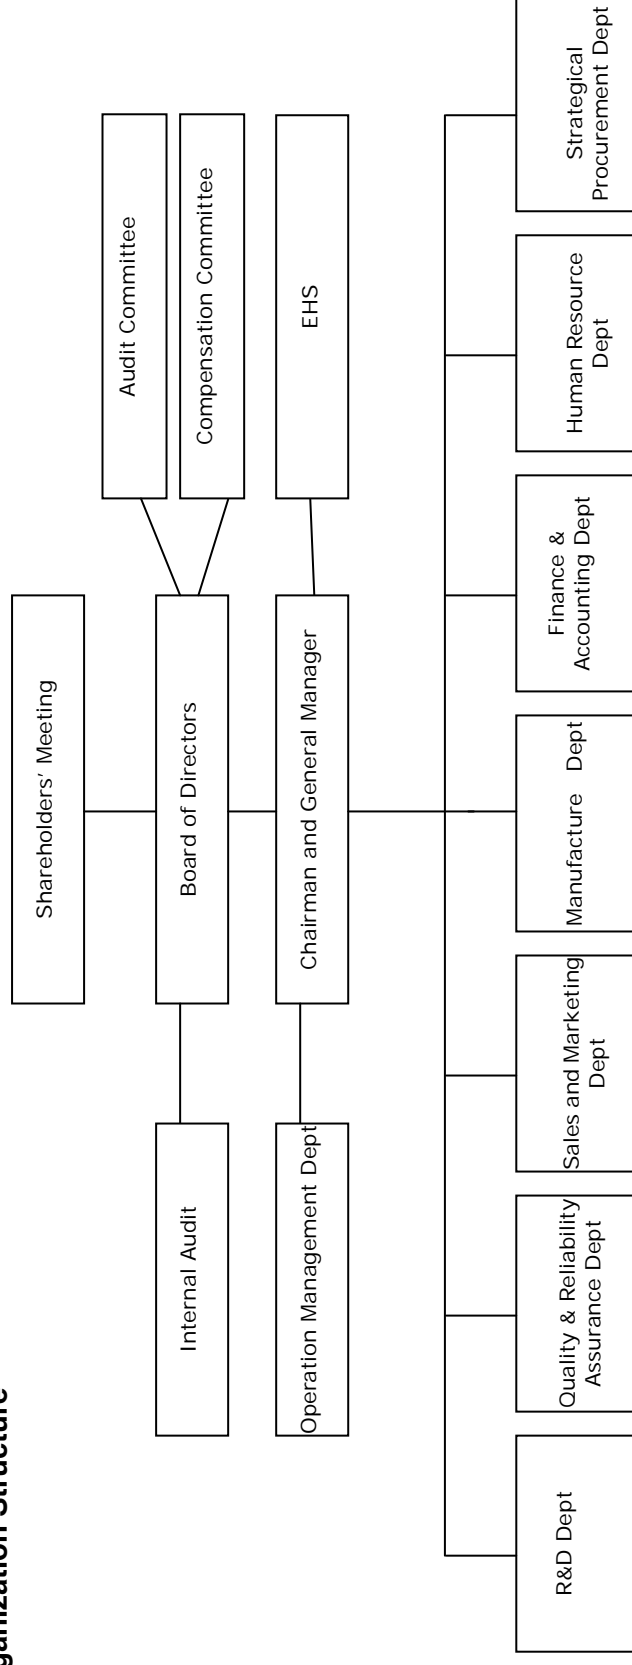 ganization Structure
Shareholders' Meeting
Audit Committee
Internal Audit
Board of Directors
Compensation Committee
Operation Management Dept
Chairman and General Manager
EHS
R&D Dept
Quality & Reliability
Assurance Dept
Sales and Marketing
Dept
Manufacture Dept
Finance &
Accounting Dept
Human Resource
Dept
Strategical
Procurement Dept